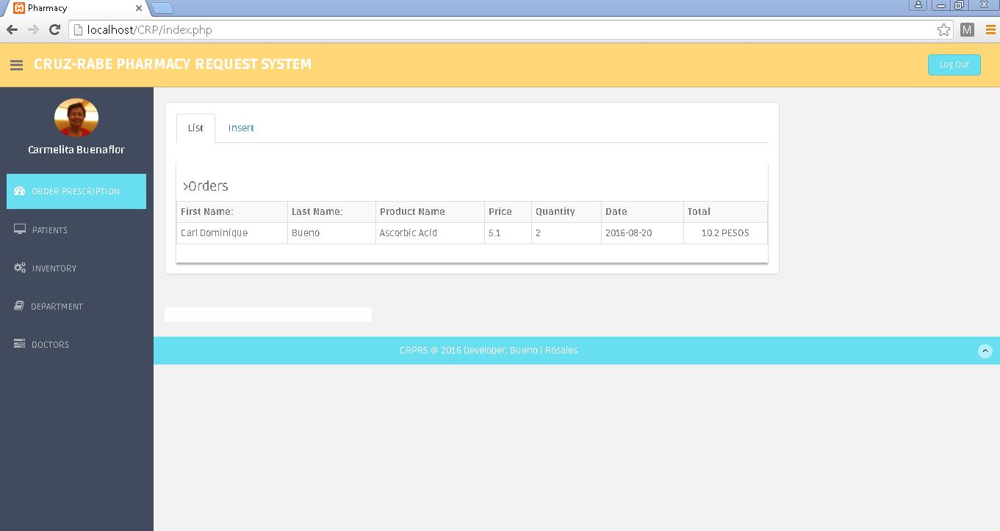 Pharmacy
localhost/CRP/index.php
M
CRUZ-RABE PHARMACY REQUEST SYSTEM
Log Out
Carmelita Buenaflor
ORDER PRESCRIPTION
PATIENTS
INVENTORY
DEPARTMENT
DOCTORS
List Insert
>Orders
First Name: Last Name: Product Name Price Quantity Date Total
Carl Dominique Bueno Ascorbic Acid 5.1 2 2016-08-20 10.2 PESOS
CRPRS @ 2016 Developer: Bueno | Rosales